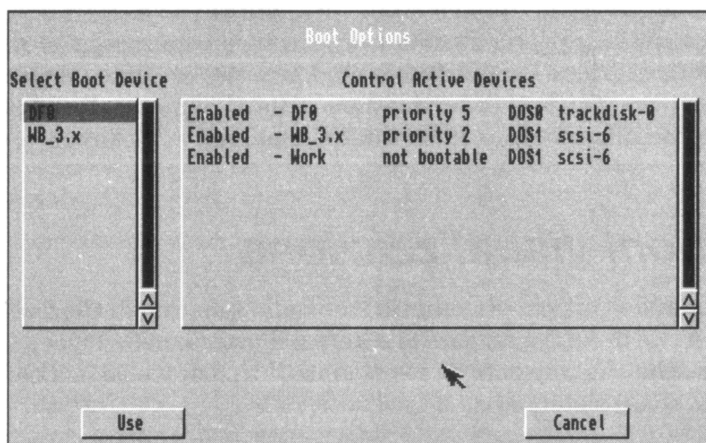 Boot Options
Select Boot Device
Control Active Devices
DF0
WB_3.x
Enabled - DF0 priority 5 DOS0 trackdisk-0
Enabled - WB_3.x priority 2 DOS1 scsi-6
Enabled - Work not bootable DOS1 scsi-6
Use
Cancel